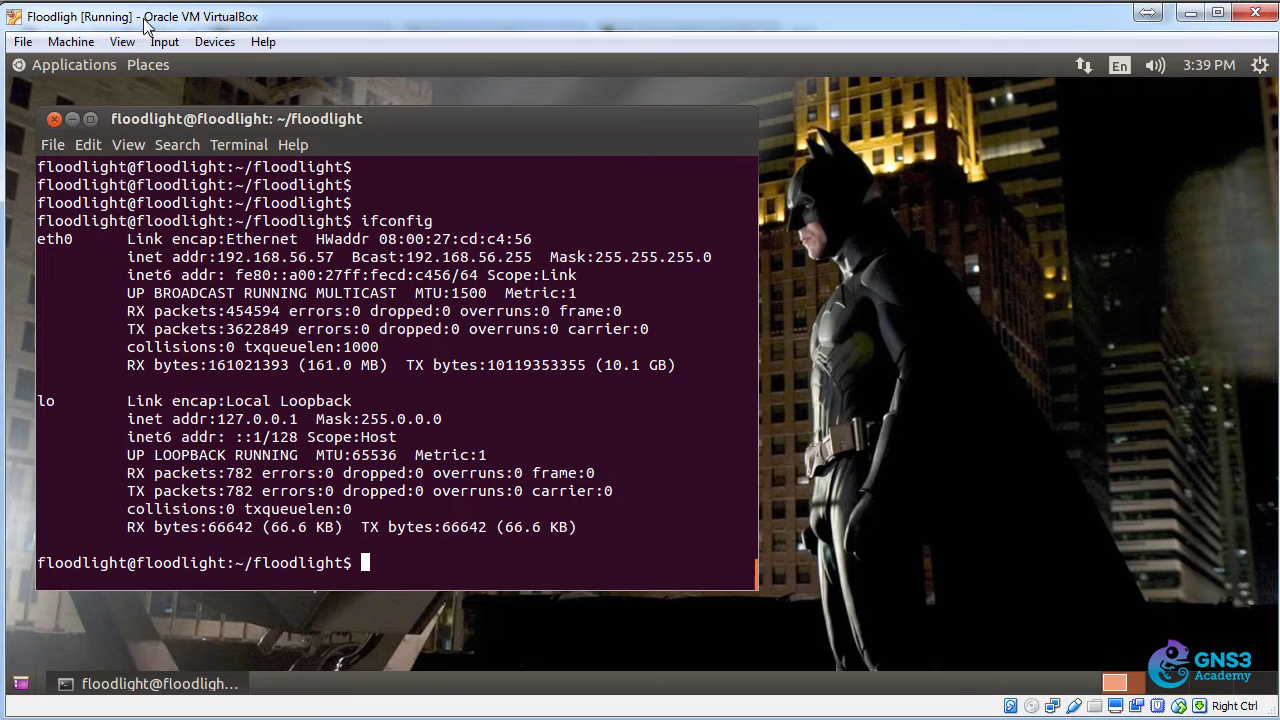 Floodligh [Running] - Oracle VM VirtualBox
File Machine View Input Devices Help
Applications Places En 3:39 PM
floodlight@floodlight: ~/floodlight
File Edit View Search Terminal Help
floodlight@floodlight:~/floodlight$
floodlight@floodlight:~/floodlight$
floodlight@floodlight:~/floodlight$
floodlight@floodlight:~/floodlight$ ifconfig
eth0 Link encap:Ethernet HWaddr 08:00:27:cd:c4:56
inet addr:192.168.56.57 Bcast:192.168.56.255 Mask:255.255.255.0
inet6 addr: fe80::a00:27ff:fecd:c456/64 Scope:Link
UP BROADCAST RUNNING MULTICAST MTU:1500 Metric:1
RX packets:454594 errors:0 dropped:0 overruns:0 frame:0
TX packets:3622849 errors:0 dropped:0 overruns:0 carrier:0
collisions:0 txqueuelen:1000
RX bytes:161021393 (161.0 MB) TX bytes:10119353355 (10.1 GB)
lo Link encap:Local Loopback
inet addr:127.0.0.1 Mask:255.0.0.0
inet6 addr: ::1/128 Scope:Host
UP LOOPBACK RUNNING MTU:65536 Metric:1
RX packets:782 errors:0 dropped:0 overruns:0 frame:0
TX packets:782 errors:0 dropped:0 overruns:0 carrier:0
collisions:0 txqueuelen:0
RX bytes:66642 (66.6 KB) TX bytes:66642 (66.6 KB)
floodlight@floodlight:~/floodlight$
GNS3
Academy
floodlight@floodligh...
Right Ctrl